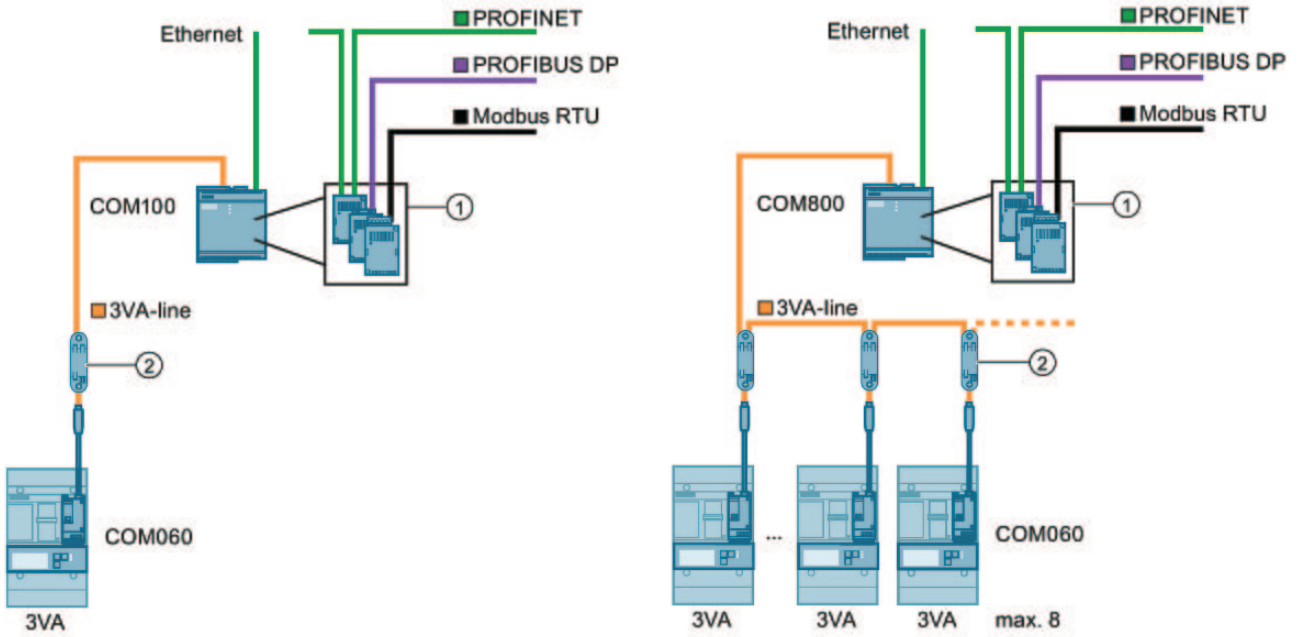 Ethernet
PROFINET
PROFIBUS DP
Modbus RTU
COM100
1
3VA-line
2
COM060
3VA
Ethernet
PROFINET
PROFIBUS DP
Modbus RTU
COM800
1
3VA-line
2
...
COM060
3VA 3VA 3VA max. 8